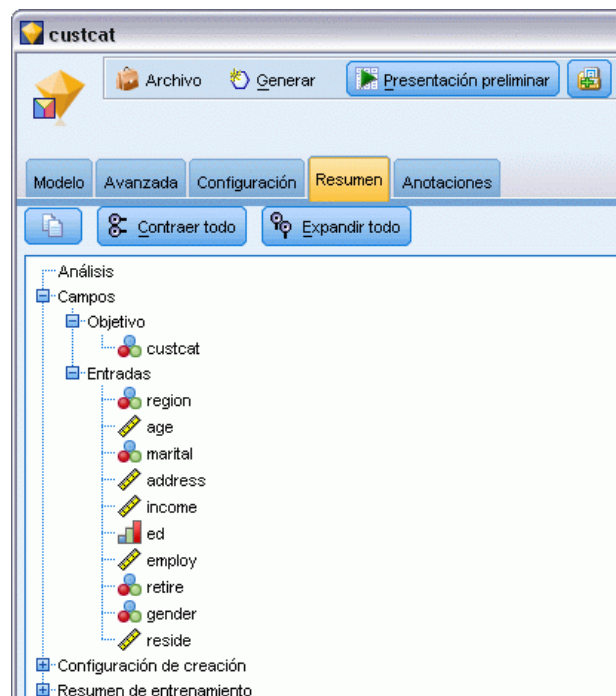 custcat
Archivo Generar Presentación preliminar
Modelo Avanzada Configuración Resumen Anotaciones
Contraer todo Expandir todo
Análisis
Campos
Objetivo
custcat
Entradas
region
age
marital
address
income
ed
employ
retire
gender
reside
Configuración de creación
Resumen de entrenamiento